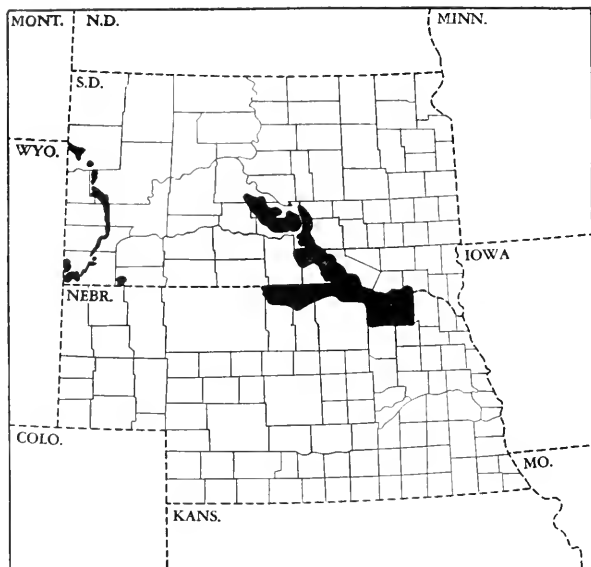 MONT.
N.D.
MINN.
S.D.
WYO.
IOWA
NEBR.
COLO.
MO.
KANS.